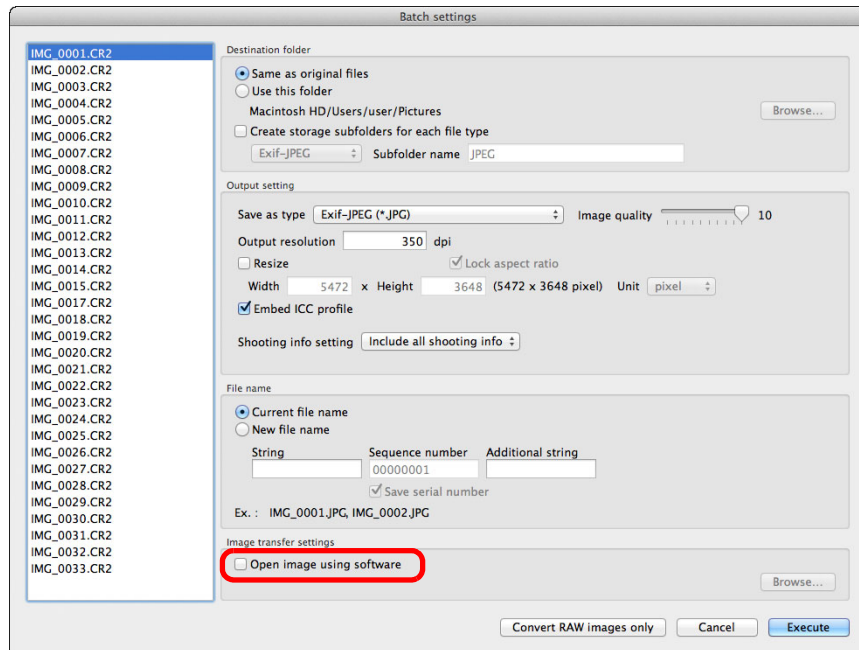 Batch settings
IMG_0001.CR2
IMG_0002.CR2
IMG_0003.CR2
IMG_0004.CR2
IMG_0005.CR2
IMG_0006.CR2
IMG_0007.CR2
IMG_0008.CR2
IMG_0009.CR2
IMG_0010.CR2
IMG_0011.CR2
IMG_0012.CR2
IMG_0013.CR2
IMG_0014.CR2
IMG_0015.CR2
IMG_0017.CR2
IMG_0018.CR2
IMG_0019.CR2
IMG_0020.CR2
IMG_0021.CR2
IMG_0022.CR2
IMG_0023.CR2
IMG_0024.CR2
IMG_0025.CR2
IMG_0026.CR2
IMG_0027.CR2
IMG_0028.CR2
IMG_0029.CR2
IMG_0030.CR2
IMG_0031.CR2
IMG_0032.CR2
IMG_0033.CR2
Destination folder
Same as original files
Use this folder
Macintosh HD/Users/user/Pictures Browse...
Create storage subfolders for each file type
Exif-JPEG Subfolder name JPEG
Output setting
Save as type Exif-JPEG (*.JPG) Image quality 10
Output resolution 350 dpi
Resize Lock aspect ratio
Width 5472 x Height 3648 (5472 x 3648 pixel) Unit pixel
Embed ICC profile
Shooting info setting Include all shooting info
File name
Current file name
New file name
String Sequence number Additional string
00000001
Save serial number
Ex. : IMG_0001.JPG, IMG_0002.JPG
Image transfer settings
Open image using software
Browse...
Convert RAW images only Cancel Execute